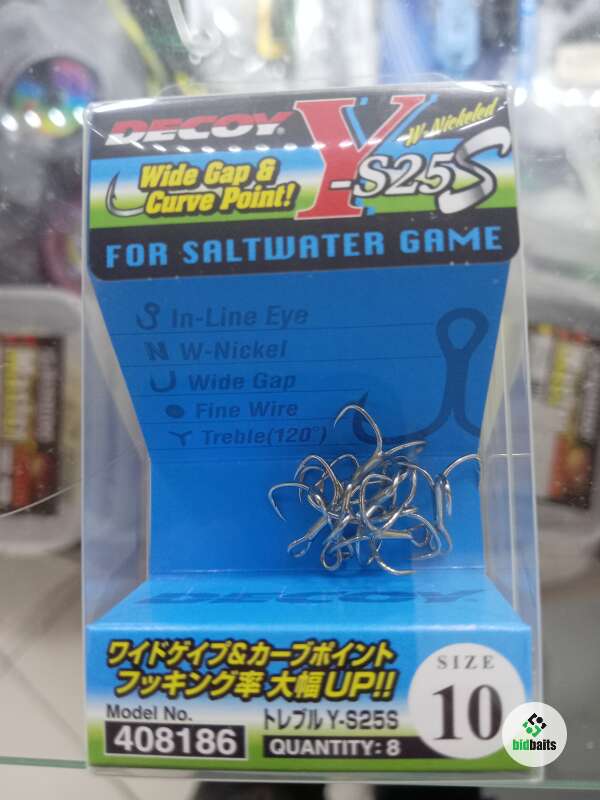 DECOY®
Y-S25S
W-Nickeled
Wide Gap &
Curve Point!
FOR SALTWATER GAME
In-Line Eye
N W-Nickel
Wide Gap
Fine Wire
Treble(120°)
DECOY
ワイドゲイプ&カーブポイント
フッキング率 大幅UP!!
Model No.
408186
トレブル Y-S25S
QUANTITY: 8
SIZE
10
bidbaits